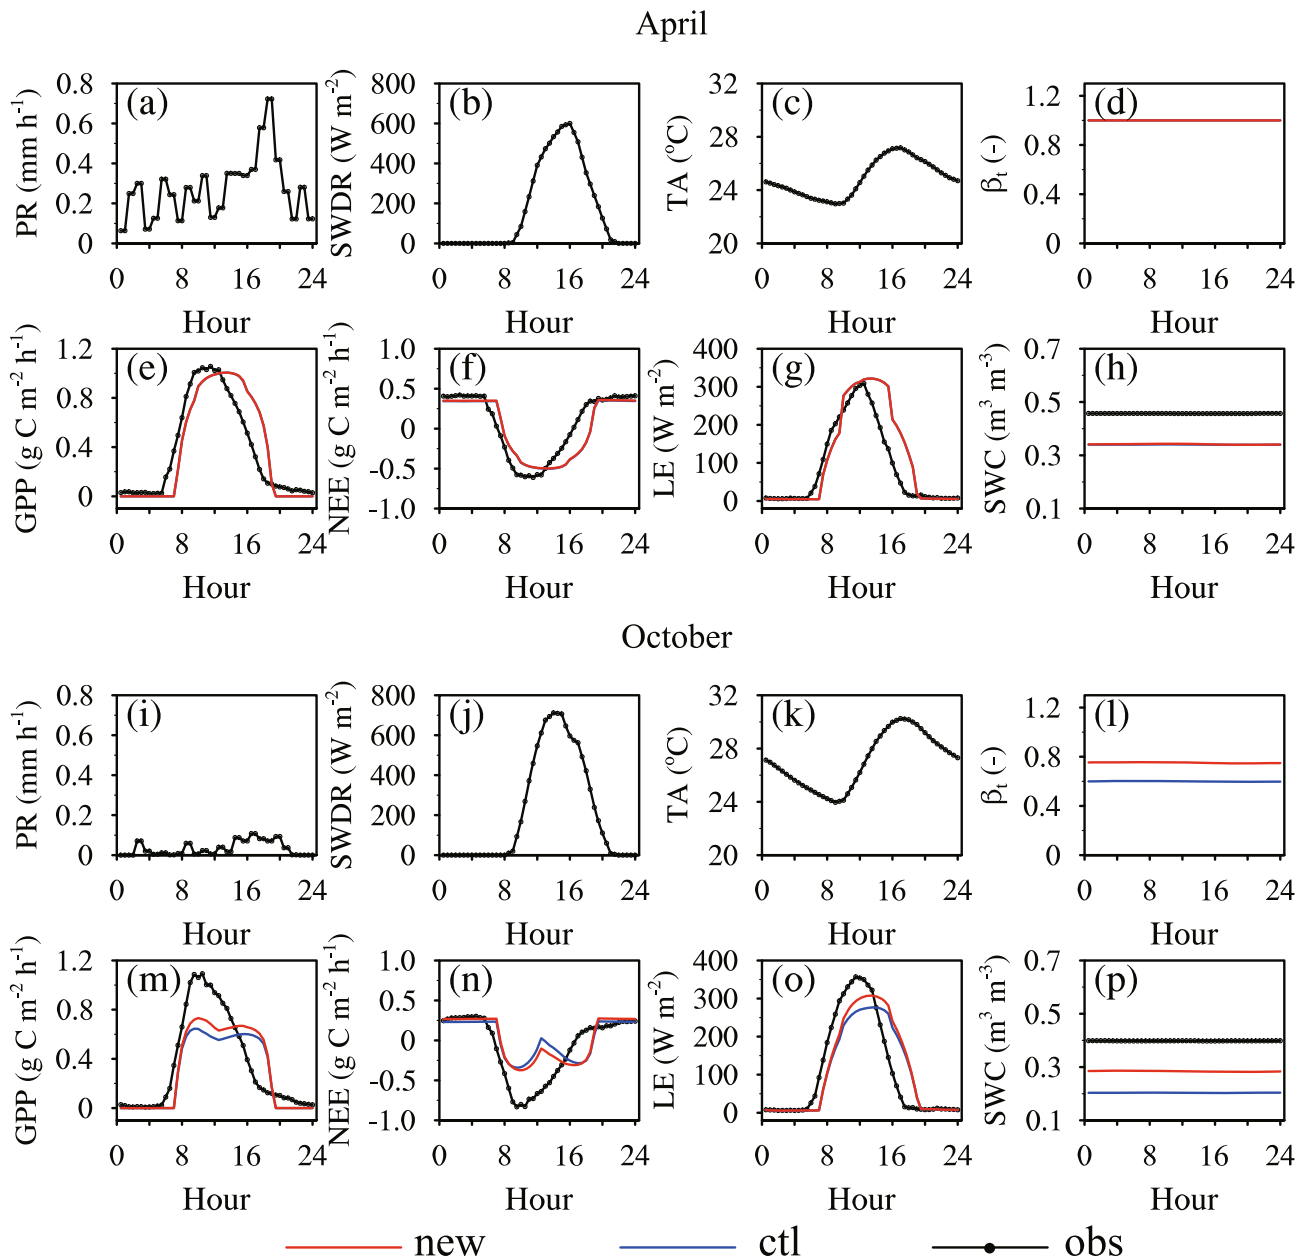 April
PR (mm h-1)
0.8
0.6
0.4
0.2
0
(a)
0 8 16 24
Hour
SWDR (W m-2)
800
600
400
200
0
(b)
0 8 16 24
Hour
TA (ºC)
32
28
24
20
(c)
0 8 16 24
Hour
βt (-)
1.2
0.8
0.4
0
(d)
0 8 16 24
Hour
GPP (g C m-2 h-1)
1.2
0.8
0.4
0
(e)
0 8 16 24
Hour
NEE (g C m-2 h-1)
1.0
0.5
0
-0.5
-1.0
(f)
0 8 16 24
Hour
LE (W m-2)
400
300
200
100
0
(g)
0 8 16 24
Hour
SWC (m3 m-3)
0.7
0.5
0.3
0.1
(h)
0 8 16 24
Hour
October
PR (mm h-1)
0.8
0.6
0.4
0.2
0
(i)
0 8 16 24
Hour
SWDR (W m-2)
800
600
400
200
0
(j)
0 8 16 24
Hour
TA (ºC)
32
28
24
20
(k)
0 8 16 24
Hour
βt (-)
1.2
0.8
0.4
0
(l)
0 8 16 24
Hour
GPP (g C m-2 h-1)
1.2
0.8
0.4
0
(m)
0 8 16 24
Hour
NEE (g C m-2 h-1)
1.0
0.5
0
-0.5
-1.0
(n)
0 8 16 24
Hour
LE (W m-2)
400
300
200
100
0
(o)
0 8 16 24
Hour
SWC (m3 m-3)
0.7
0.5
0.3
0.1
(p)
0 8 16 24
Hour
new ctl obs